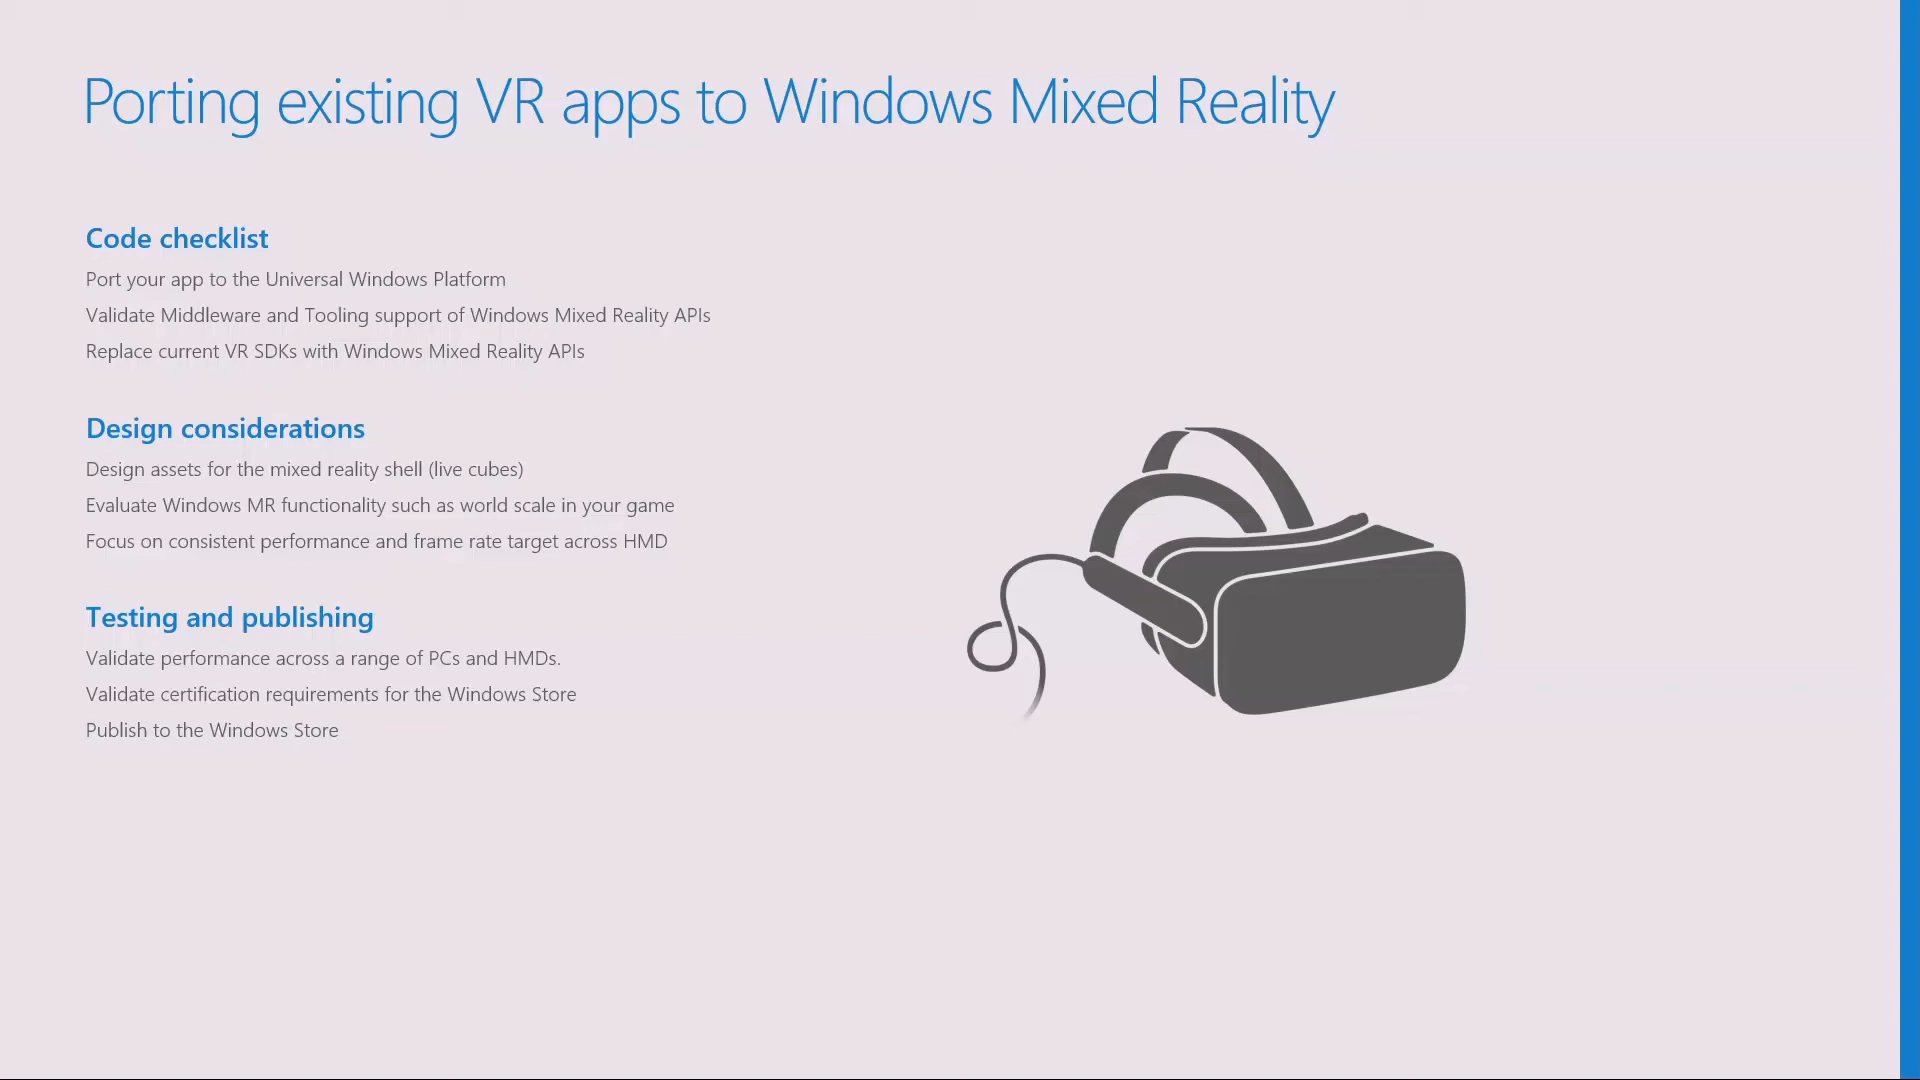 Porting existing VR apps to Windows Mixed Reality
Code checklist
Port your app to the Universal Windows Platform
Validate Middleware and Tooling support of Windows Mixed Reality APIs
Replace current VR SDKs with Windows Mixed Reality APIs
Design considerations
Design assets for the mixed reality shell (live cubes)
Evaluate Windows MR functionality such as world scale in your game
Focus on consistent performance and frame rate target across HMD
Testing and publishing
Validate performance across a range of PCs and HMDs.
Validate certification requirements for the Windows Store
Publish to the Windows Store